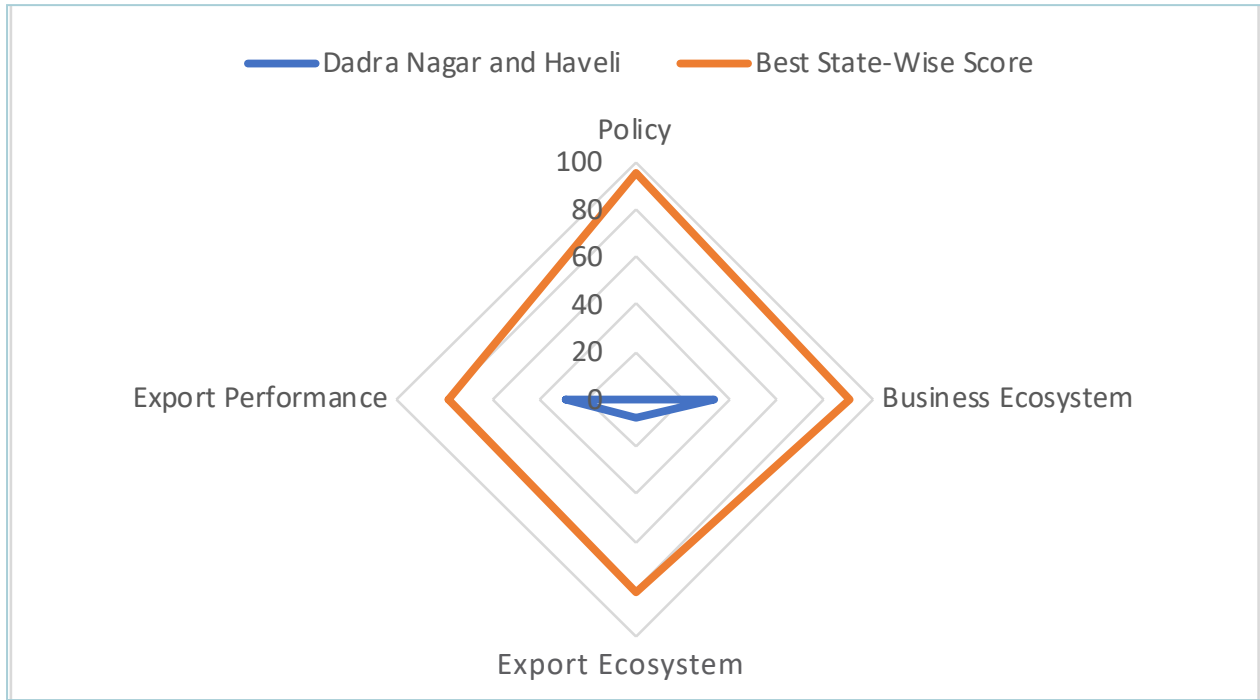 Dadra Nagar and Haveli
Best State-Wise Score
Policy
100
80
60
40
20
0
Export Performance
Business Ecosystem
Export Ecosystem